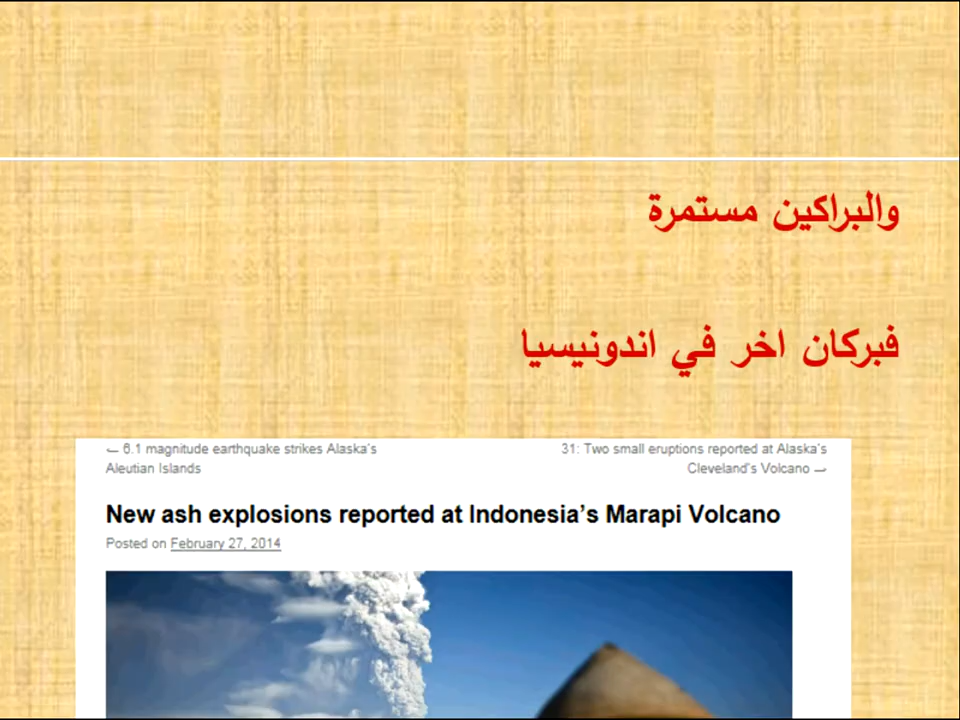 والبراكين مستمرة
فبركان اخر في اندونيسيا
← 6.1 magnitude earthquake strikes Alaska's
Aleutian Islands
31: Two small eruptions reported at Alaska's
Cleveland's Volcano →
New ash explosions reported at Indonesia's Marapi Volcano
Posted on February 27, 2014